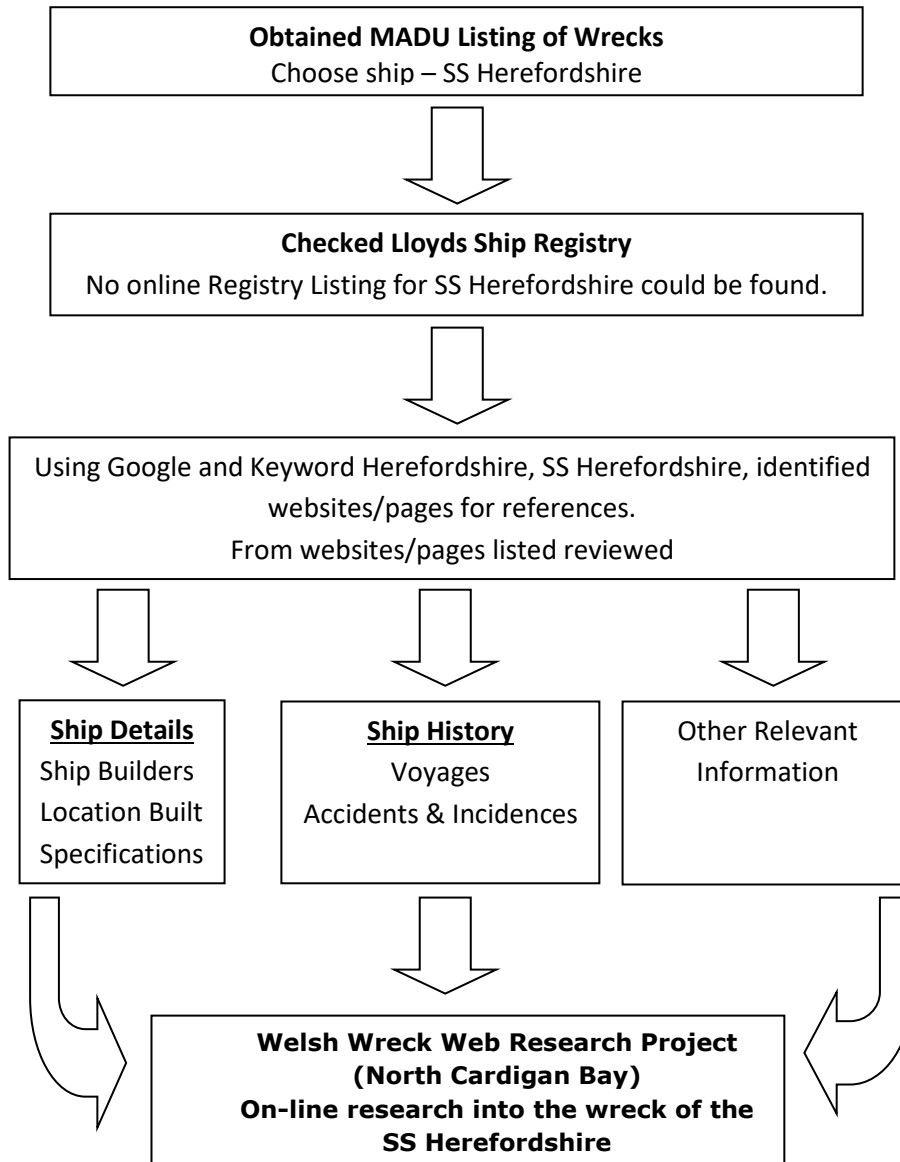 Obtained MADU Listing of Wrecks
Choose ship – SS Herefordshire
Checked Lloyds Ship Registry
No online Registry Listing for SS Herefordshire could be found.
Using Google and Keyword Herefordshire, SS Herefordshire, identified
websites/pages for references.
From websites/pages listed reviewed
Ship Details
Ship Builders
Location Built
Specifications
Ship History
Voyages
Accidents & Incidences
Other Relevant
Information
Welsh Wreck Web Research Project
(North Cardigan Bay)
On-line research into the wreck of the
SS Herefordshire